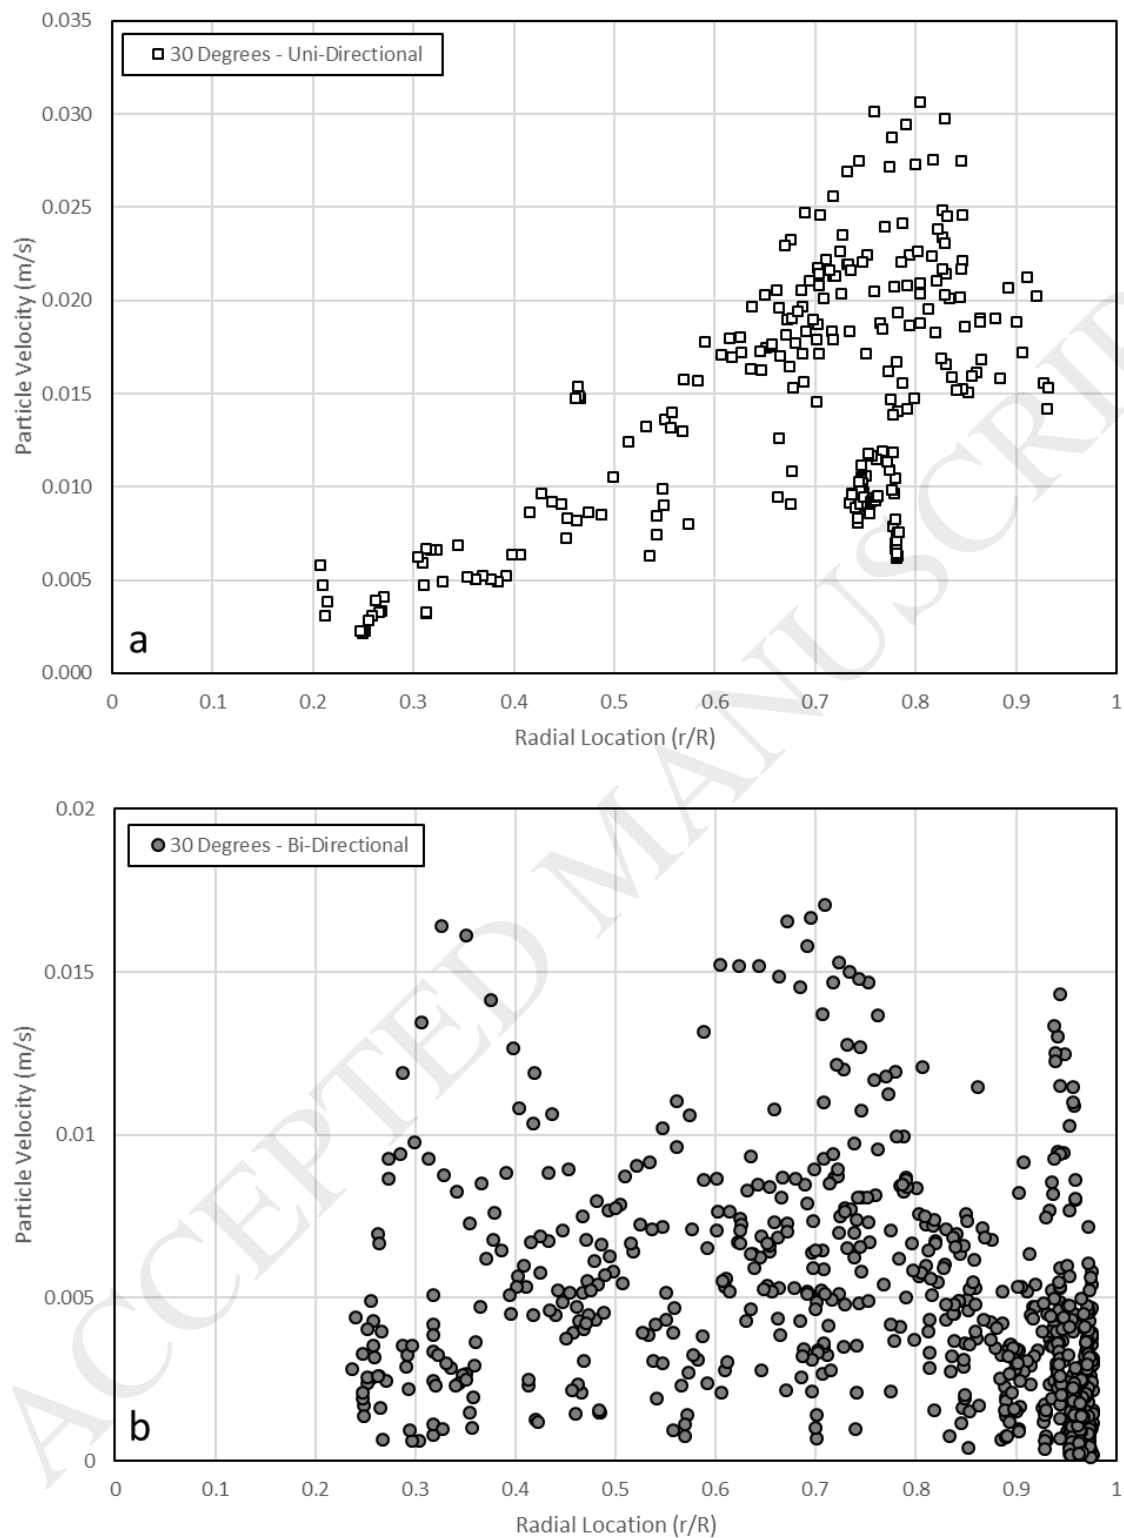 0.035
30 Degrees - Uni-Directional
0.030
0.025
0.020
0.015
0.010
0.005
0.000
Particle Velocity (m/s)
a
0 0.1 0.2 0.3 0.4 0.5 0.6 0.7 0.8 0.9 1
Radial Location (r/R)
0.02
30 Degrees - Bi-Directional
0.015
0.01
0.005
0
Particle Velocity (m/s)
b
0 0.1 0.2 0.3 0.4 0.5 0.6 0.7 0.8 0.9 1
Radial Location (r/R)
ACCEPTED MANUSCRIPT